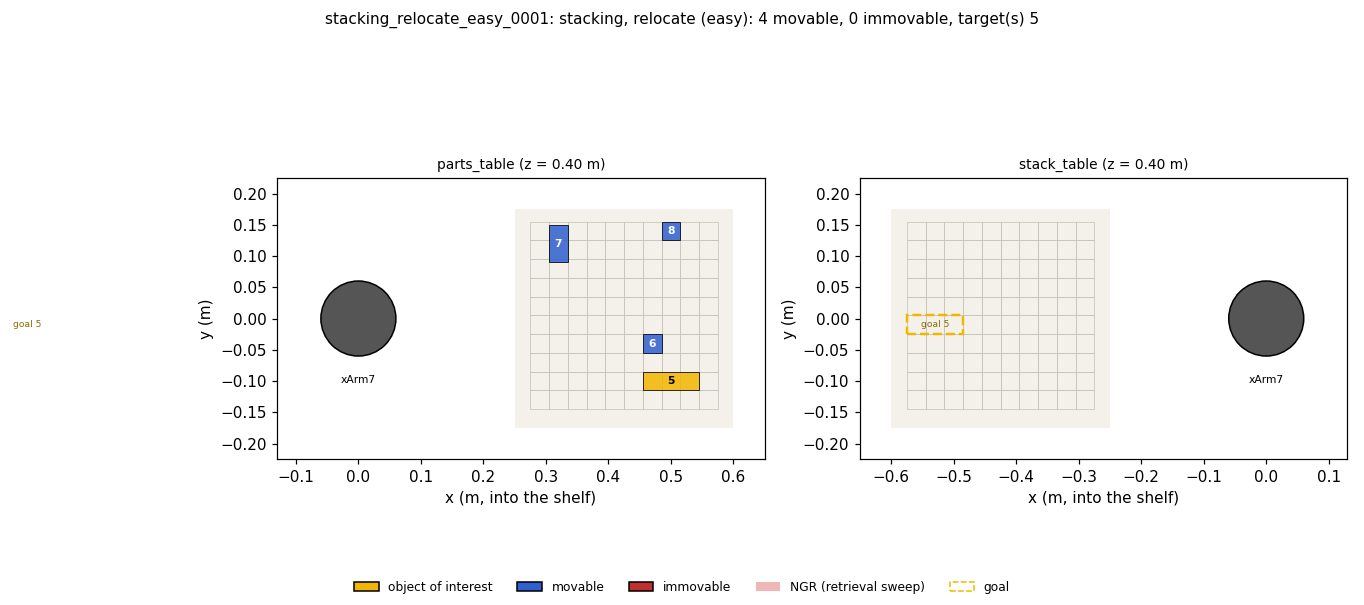 stacking_relocate_easy_0001: stacking, relocate (easy): 4 movable, 0 immovable, target(s) 5
parts_table (z = 0.40 m)
0.20
0.15
0.10
0.05
0.00
−0.05
−0.10
−0.15
−0.20
y (m)
−0.1
0.0
0.1
0.2
0.3
0.4
0.5
0.6
x (m, into the shelf)
xArm7
7
8
6
5
goal 5
stack_table (z = 0.40 m)
0.20
0.15
0.10
0.05
0.00
−0.05
−0.10
−0.15
−0.20
y (m)
−0.6
−0.5
−0.4
−0.3
−0.2
−0.1
0.0
0.1
x (m, into the shelf)
goal 5
xArm7
object of interest
movable
immovable
NGR (retrieval sweep)
goal